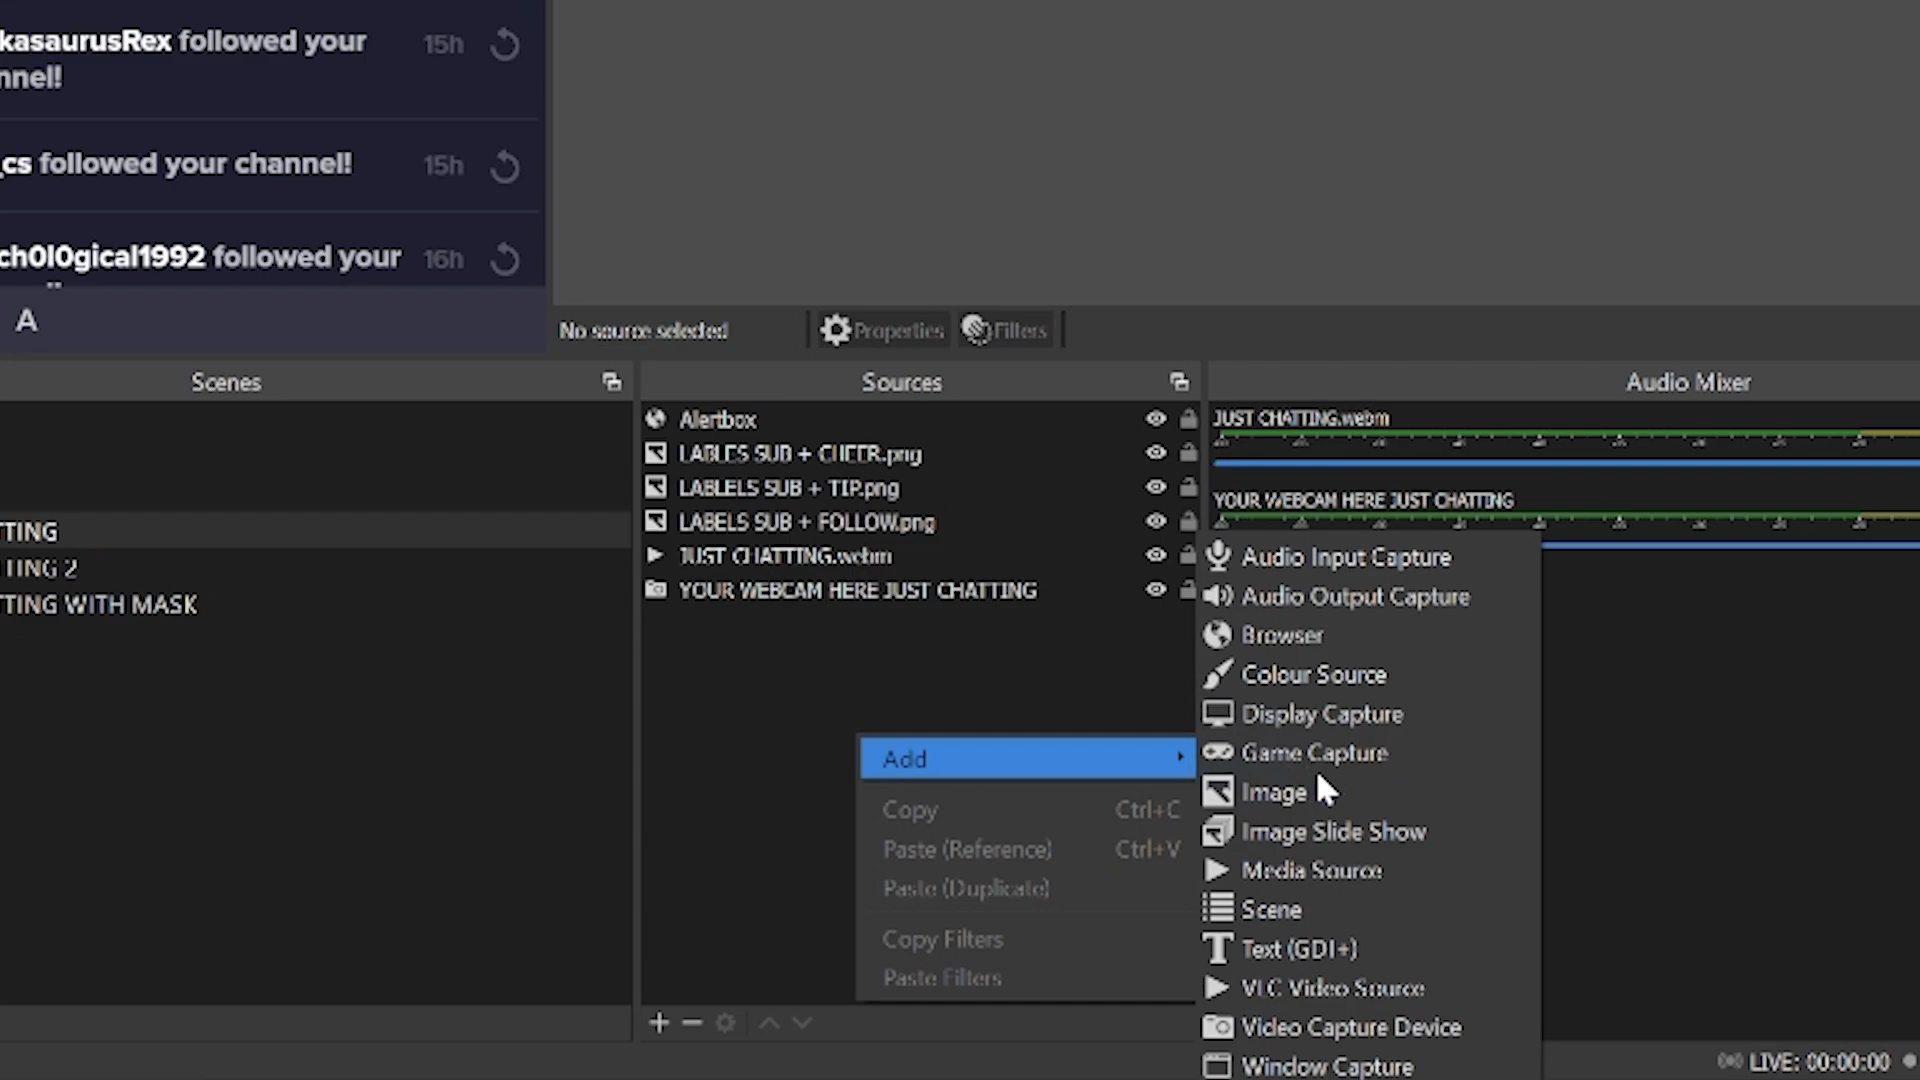 kasaurusRex followed your 15h
nnel!
_cs followed your channel! 15h
ch0l0gical1992 followed your 16h
A
No source selected
Properties
Filters
Scenes
TTING
TTING 2
TTING WITH MASK
Sources
Alertbox
LABLES SUB + CHEER.png
LABLELS SUB + TIP.png
LABELS SUB + FOLLOW.png
JUST CHATTING.webm
YOUR WEBCAM HERE JUST CHATTING
Add
Copy Ctrl+C
Paste (Reference) Ctrl+V
Paste (Duplicate)
Copy Filters
Paste Filters
Audio Mixer
JUST CHATTING.webm
YOUR WEBCAM HERE JUST CHATTING
Audio Input Capture
Audio Output Capture
Browser
Colour Source
Display Capture
Game Capture
Image
Image Slide Show
Media Source
Scene
Text (GDI+)
VLC Video Source
Video Capture Device
Window Capture
LIVE: 00:00:00